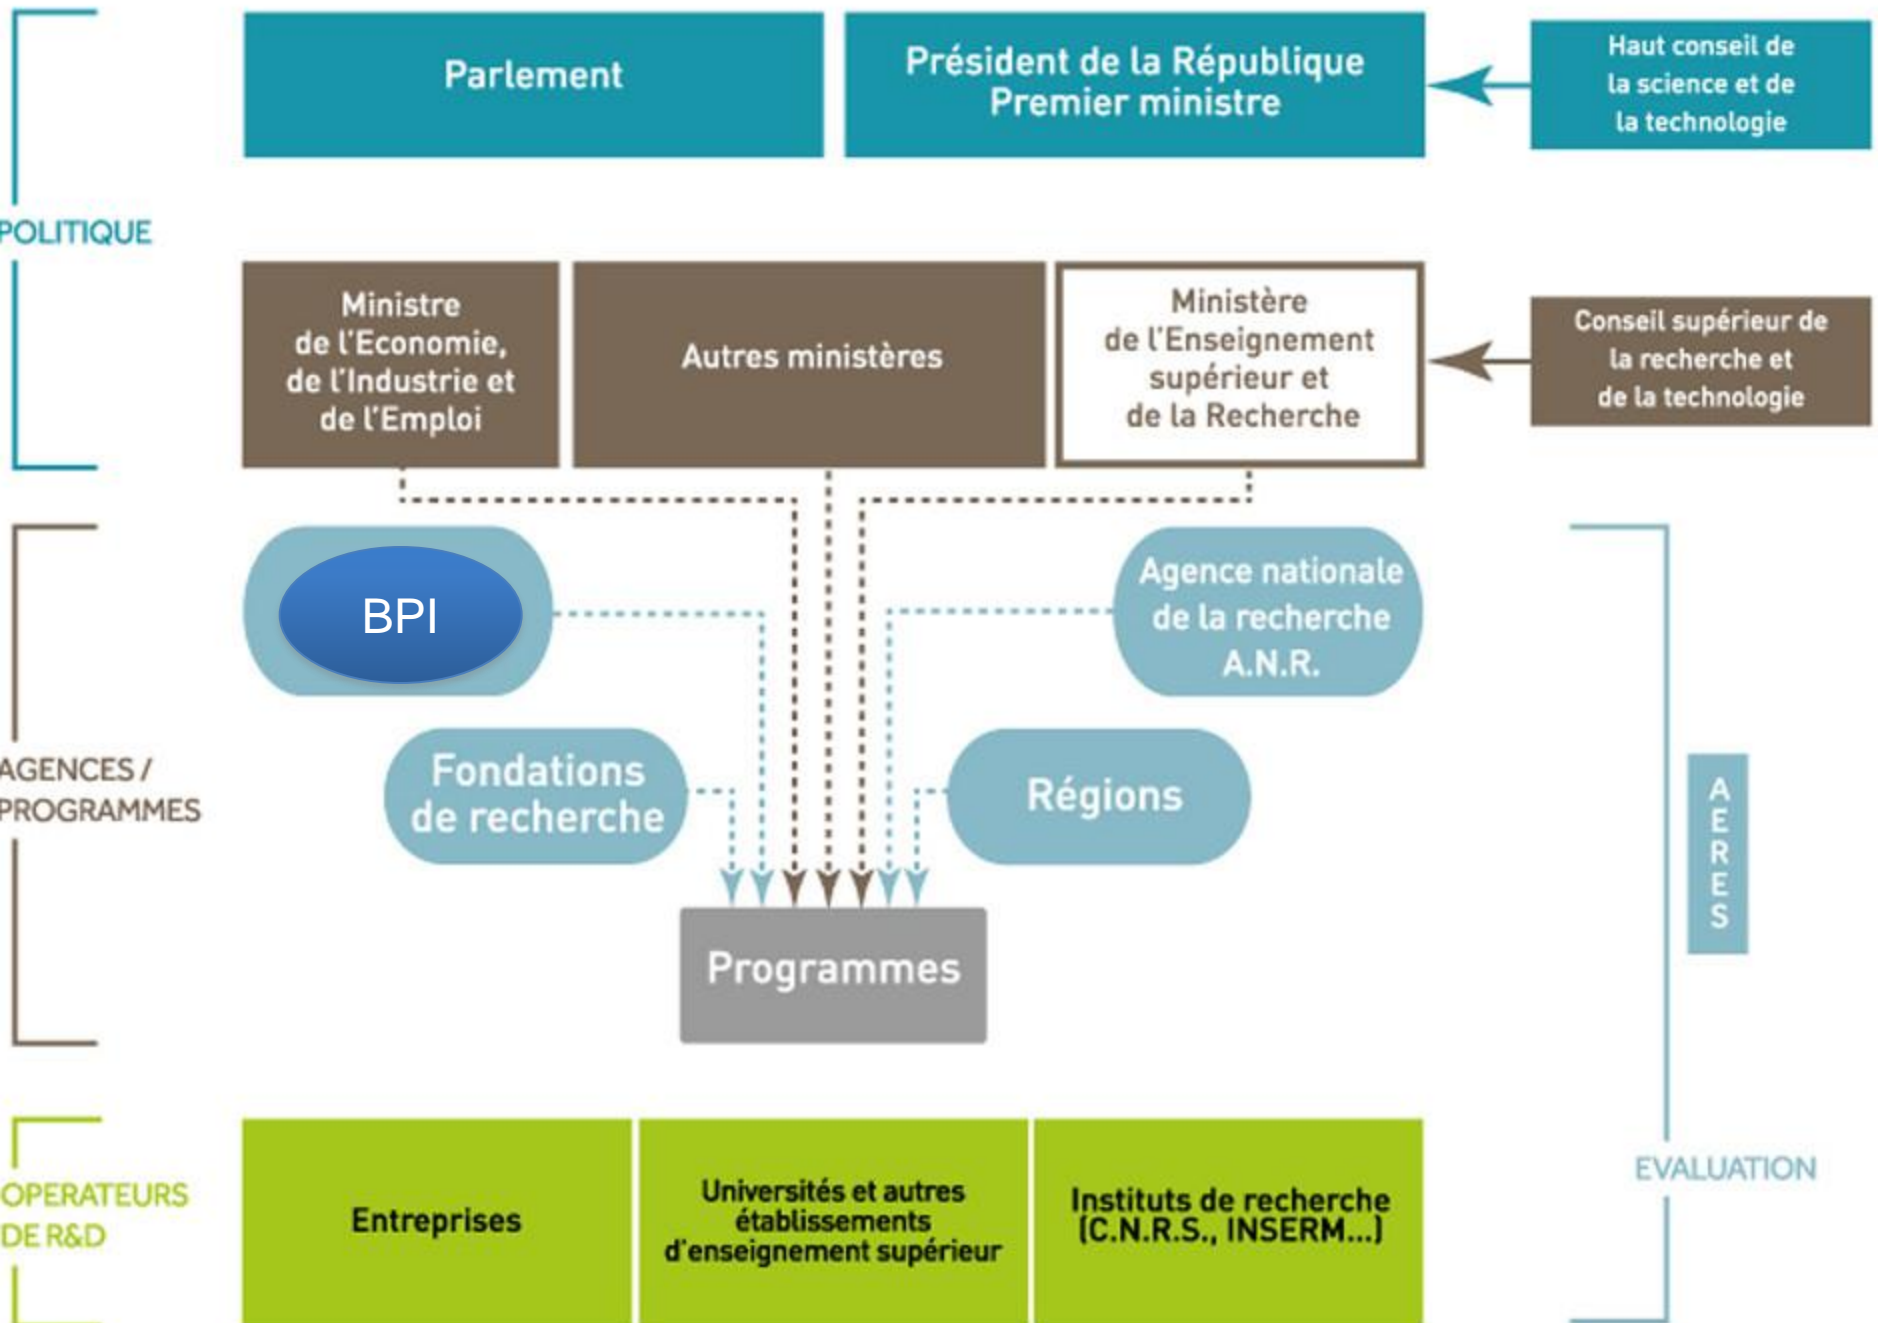 Parlement
Président de la République
Premier ministre
Haut conseil de
la science et de
la technologie
POLITIQUE
Ministre
de l'Economie,
de l'Industrie et
de l'Emploi
Autres ministères
Ministère
de l'Enseignement
supérieur et
de la Recherche
Conseil supérieur de
la recherche et
de la technologie
BPI
Agence nationale
de la recherche
A.N.R.
AGENCES /
PROGRAMMES
Fondations
de recherche
Régions
AERES
Programmes
OPERATEURS
DE R&D
Entreprises
Universités et autres
établissements
d'enseignement supérieur
Instituts de recherche
(C.N.R.S., INSERM...)
EVALUATION